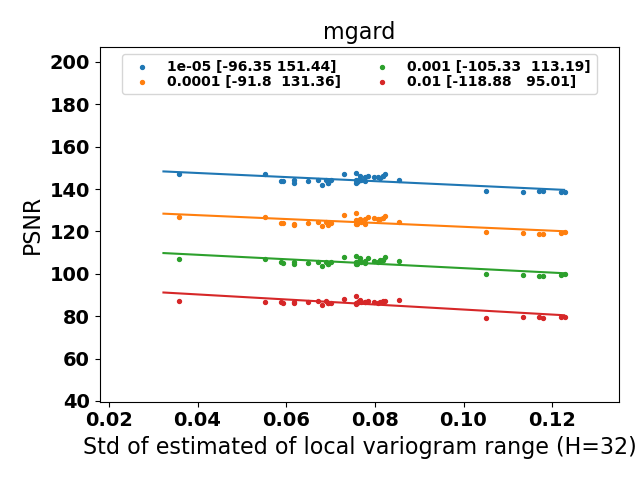 mgard
1e-05 [-96.35 151.44]
0.0001 [-91.8  131.36]
0.001 [-105.33  113.19]
0.01 [-118.88   95.01]
PSNR
200
180
160
140
120
100
80
60
40
0.02 0.04 0.06 0.08 0.10 0.12
Std of estimated of local variogram range (H=32)